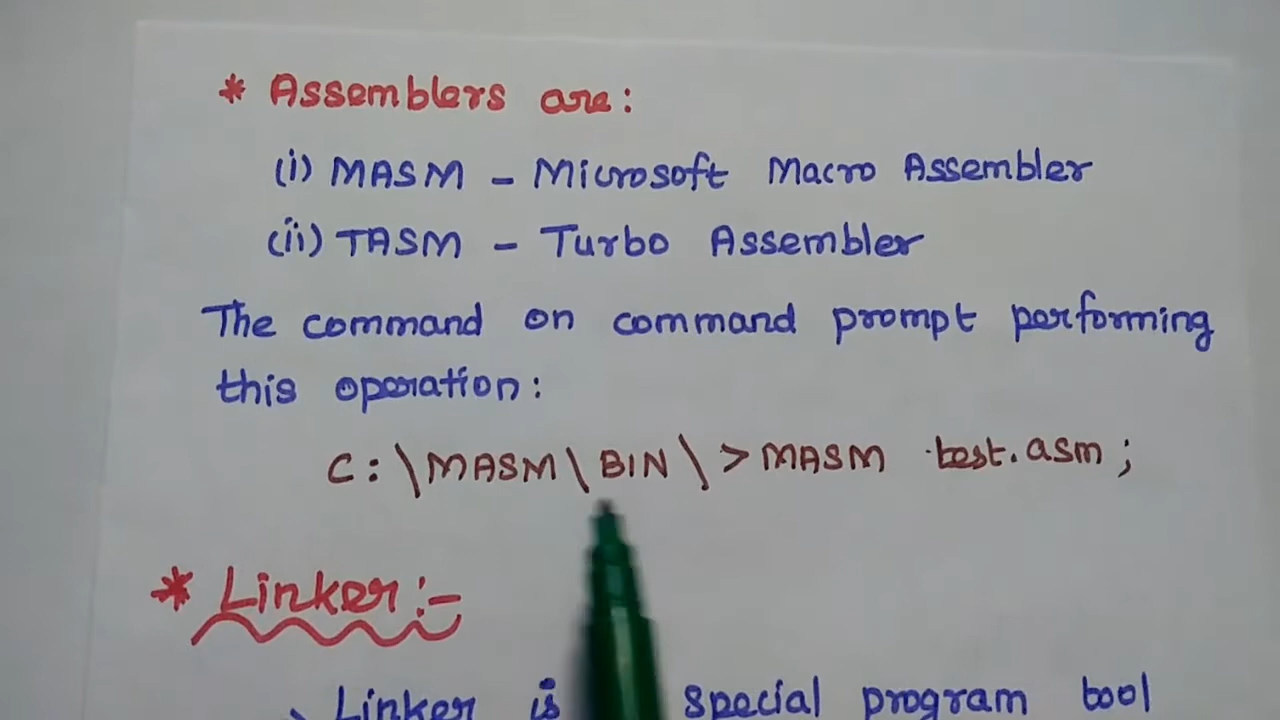 * Assemblers are:
(i) MASM - Microsoft Macro Assembler
(ii) TASM - Turbo Assembler
The command on command prompt performing
this operation:
C:\MASM\BIN\>MASM test.asm;
* Linker:-
Linker is special program tool